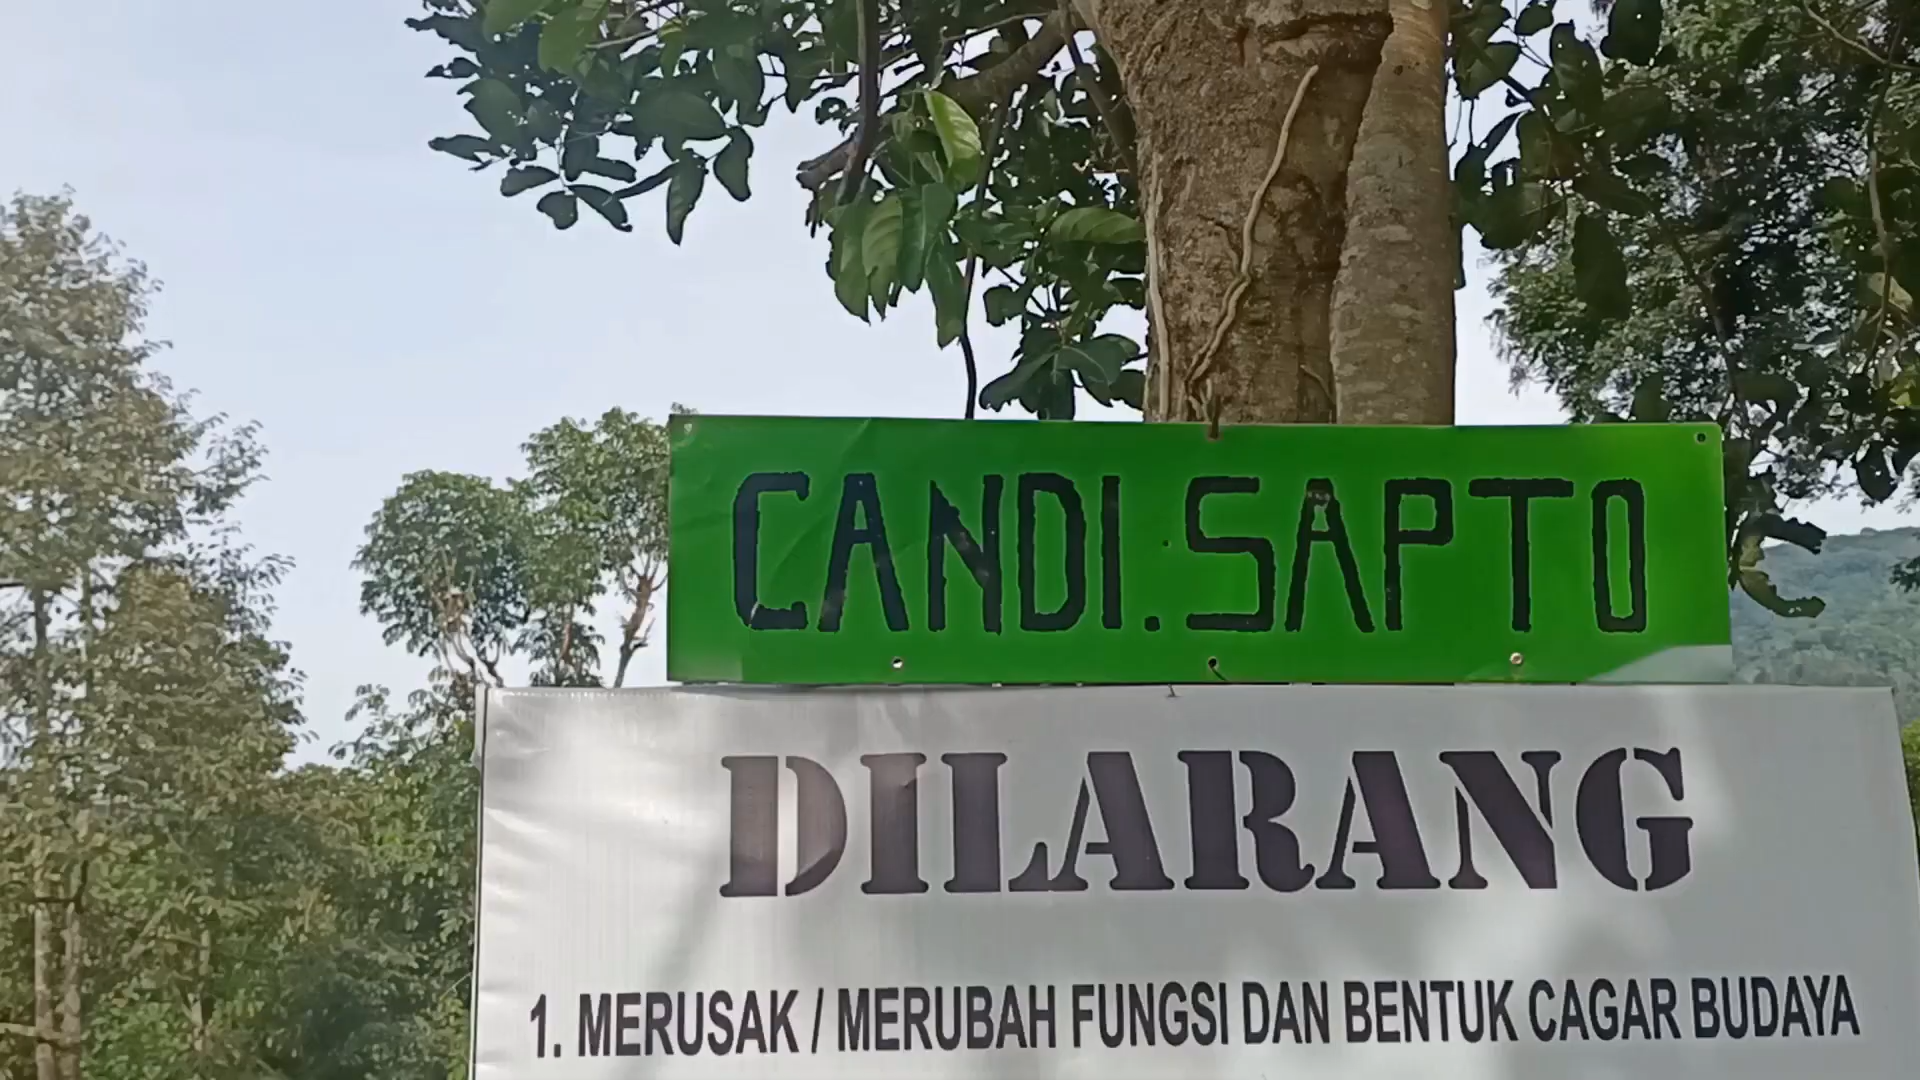 CANDI.SAPTO
DILARANG
1. MERUSAK / MERUBAH FUNGSI DAN BENTUK CAGAR BUDAYA